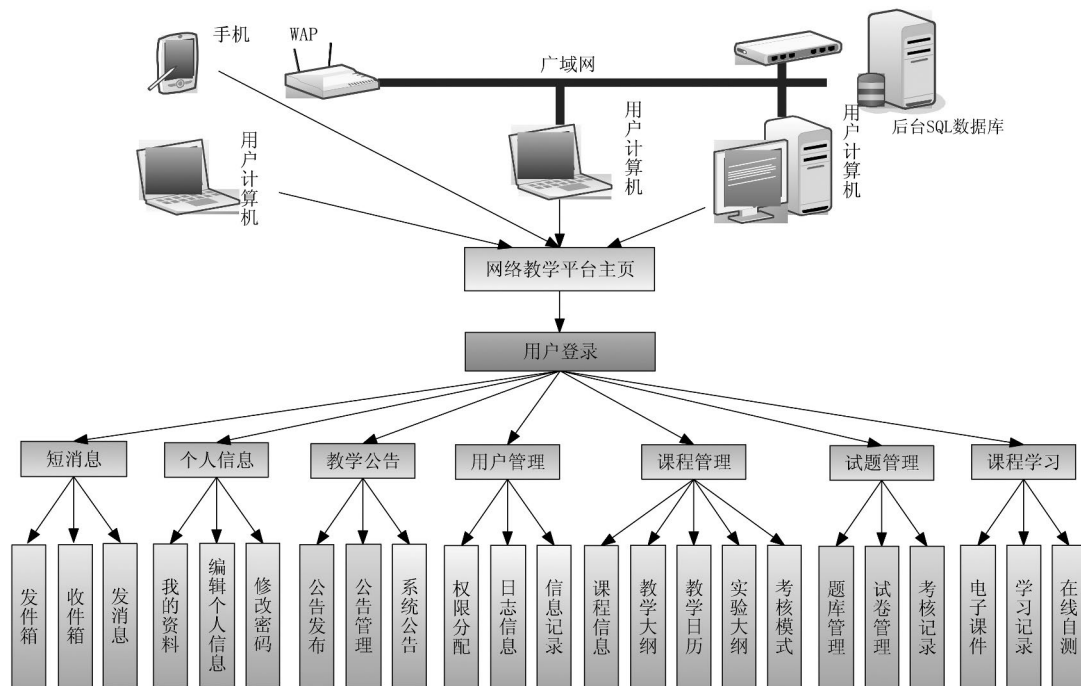 手机
WAP
广域网
后台SQL数据库
用户计算机
用户计算机
用户计算机
网络教学平台主页
用户登录
短消息
个人信息
教学公告
用户管理
课程管理
试题管理
课程学习
发件箱
收件箱
发消息
我的资料
编辑个人信息
修改密码
公告发布
公告管理
系统公告
权限分配
日志信息
信息记录
课程信息
教学大纲
教学日历
实验大纲
考核模式
题库管理
试卷管理
考核记录
电子课件
学习记录
在线自测